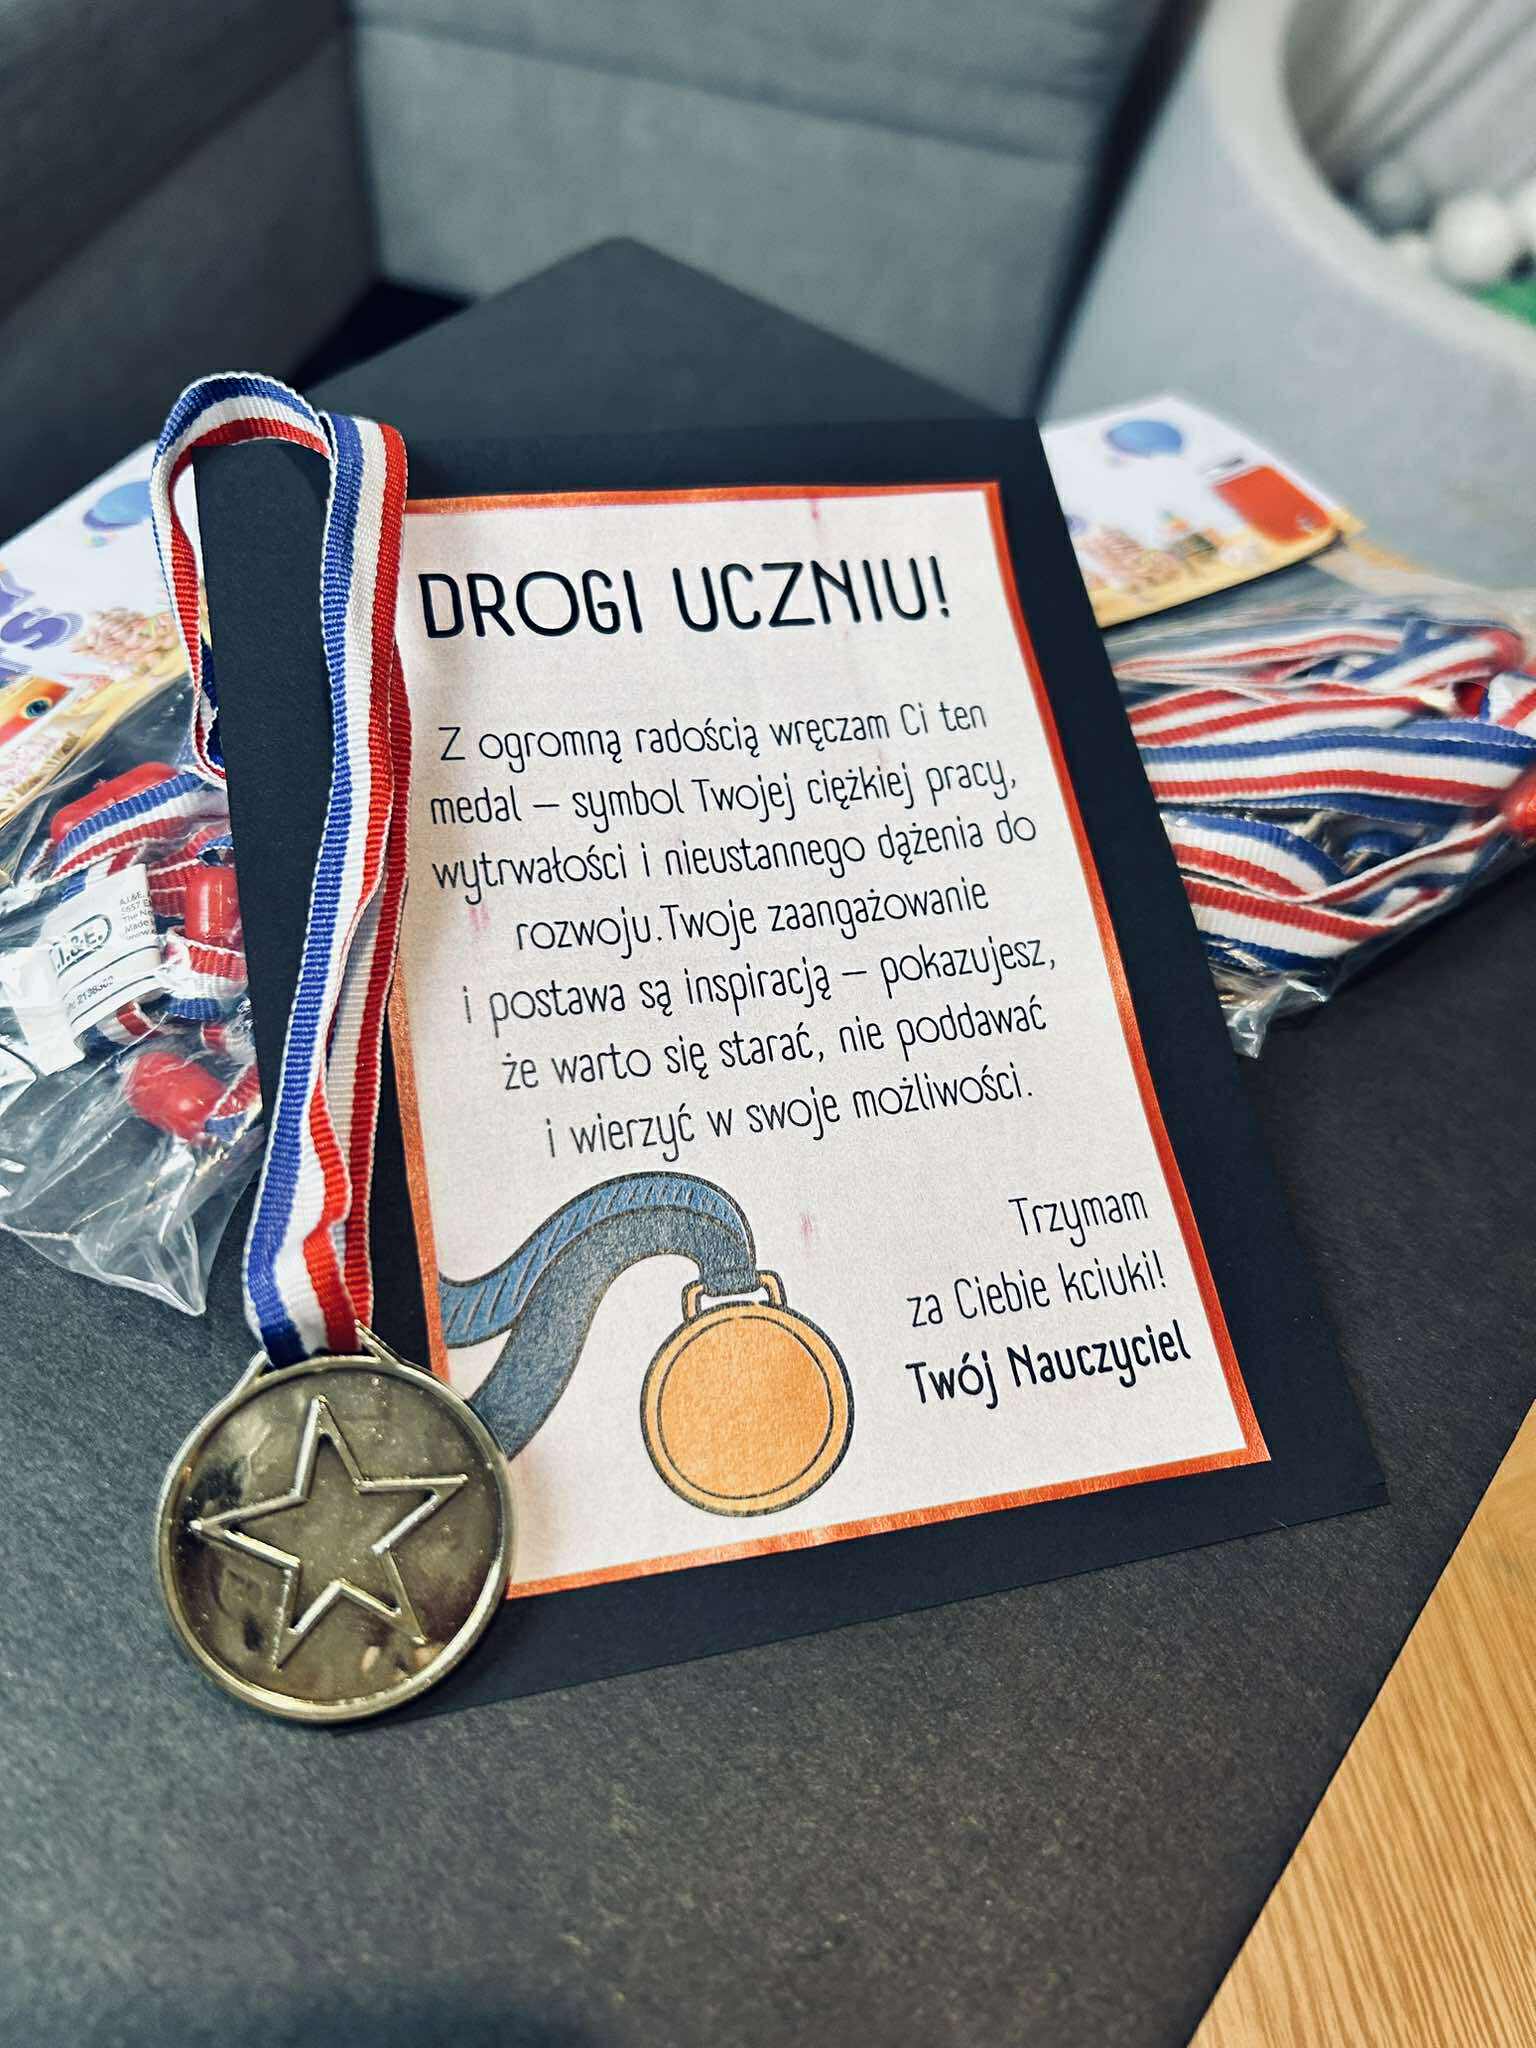 DROGI UCZNIU!
Z ogromną radością wręczam Ci ten
medal – symbol Twojej ciężkiej pracy,
wytrwałości i nieustannego dążenia do
rozwoju.Twoje zaangażowanie
i postawa są inspiracją – pokazujesz,
że warto się starać, nie poddawać
i wierzyć w swoje możliwości.
Trzymam
za Ciebie kciuki!
Twój Nauczyciel